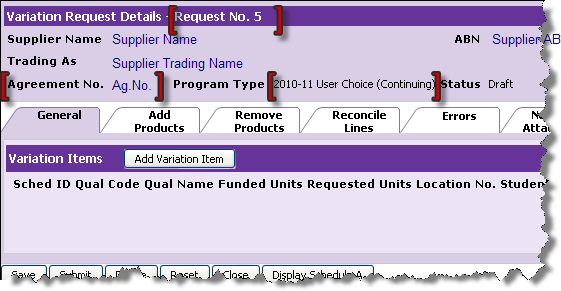 Variation Request Details - Request No. 5
Supplier Name Supplier Name ABN Supplier AB
Trading As Supplier Trading Name
Agreement No. Ag.No. Program Type 2010-11 User Choice (Continuing) Status Draft
General Add Products Remove Products Reconcile Lines Errors
Variation Items Add Variation Item
Sched ID Qual Code Qual Name Funded Units Requested Units Location No. Studen
Save Submit Reset Close Display Schedule A